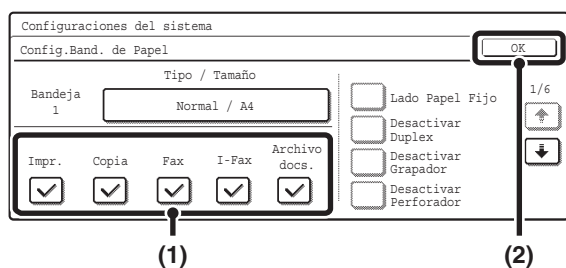 Configuraciones del sistema
Config.Band. de Papel
OK
Tipo / Tamaño
Bandeja
1
Normal / A4
Impr.
Copia
Fax
I-Fax
Archivo
docs.
Lado Papel Fijo
Desactivar
Duplex
Desactivar
Grapador
Desactivar
Perforador
1/6
(1)
(2)